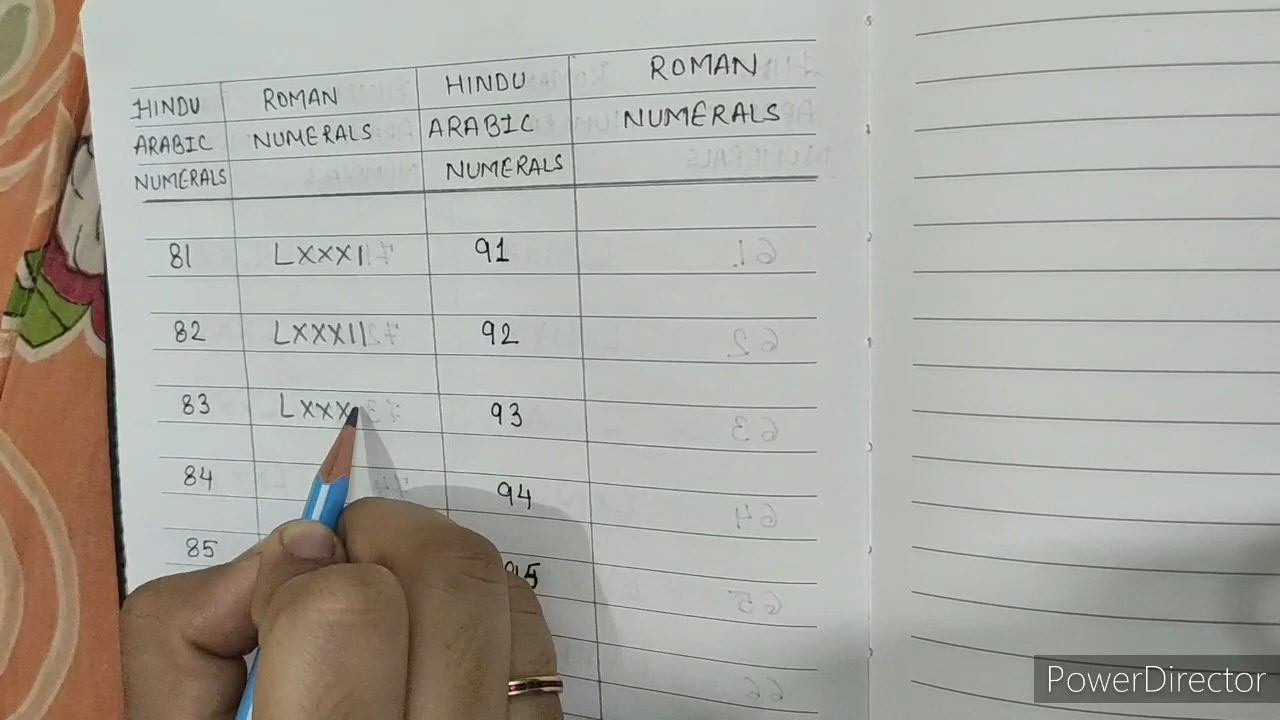 HINDU ROMAN HINDU ROMAN
ARABIC NUMERALS ARABIC NUMERALS
NUMERALS NUMERALS
81 LXXXI 91
82 LXXXII 92
83 LXXX 93
84 94
85 95
PowerDirector